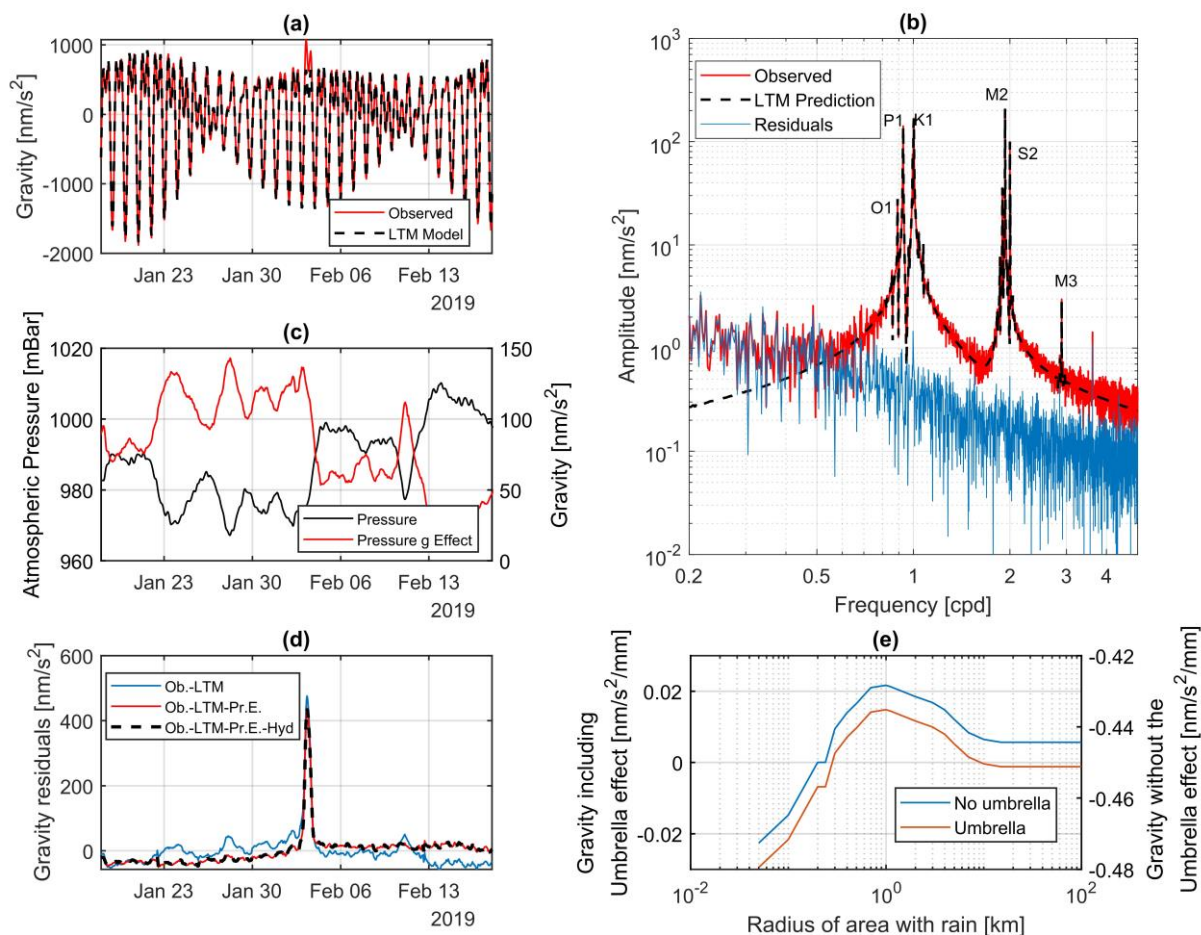 (a)
Gravity [nm/s²]
1000
0
-1000
-2000
Observed
LTM Model
Jan 23
Jan 30
Feb 06
Feb 13
2019
(b)
Amplitude [nm/s²]
10³
10²
10¹
10⁰
10⁻¹
10⁻²
Observed
LTM Prediction
Residuals
O1
P1
K1
M2
S2
M3
0.2
0.5
1
2
3
4
Frequency [cpd]
(c)
Atmospheric Pressure [mBar]
1020
1000
980
960
150
100
50
0
Gravity [nm/s²]
Pressure
Pressure g Effect
Jan 23
Jan 30
Feb 06
Feb 13
2019
(d)
Gravity residuals [nm/s²]
600
400
200
0
Ob.-LTM
Ob.-LTM-Pr.E.
Ob.-LTM-Pr.E.-Hyd
Jan 23
Jan 30
Feb 06
Feb 13
2019
(e)
Gravity including
Umbrella effect [nm/s²/mm]
0.02
0
-0.02
-0.42
-0.44
-0.46
-0.48
Gravity without the
Umbrella effect [nm/s²/mm]
No umbrella
Umbrella
10⁻²
10⁰
10²
Radius of area with rain [km]